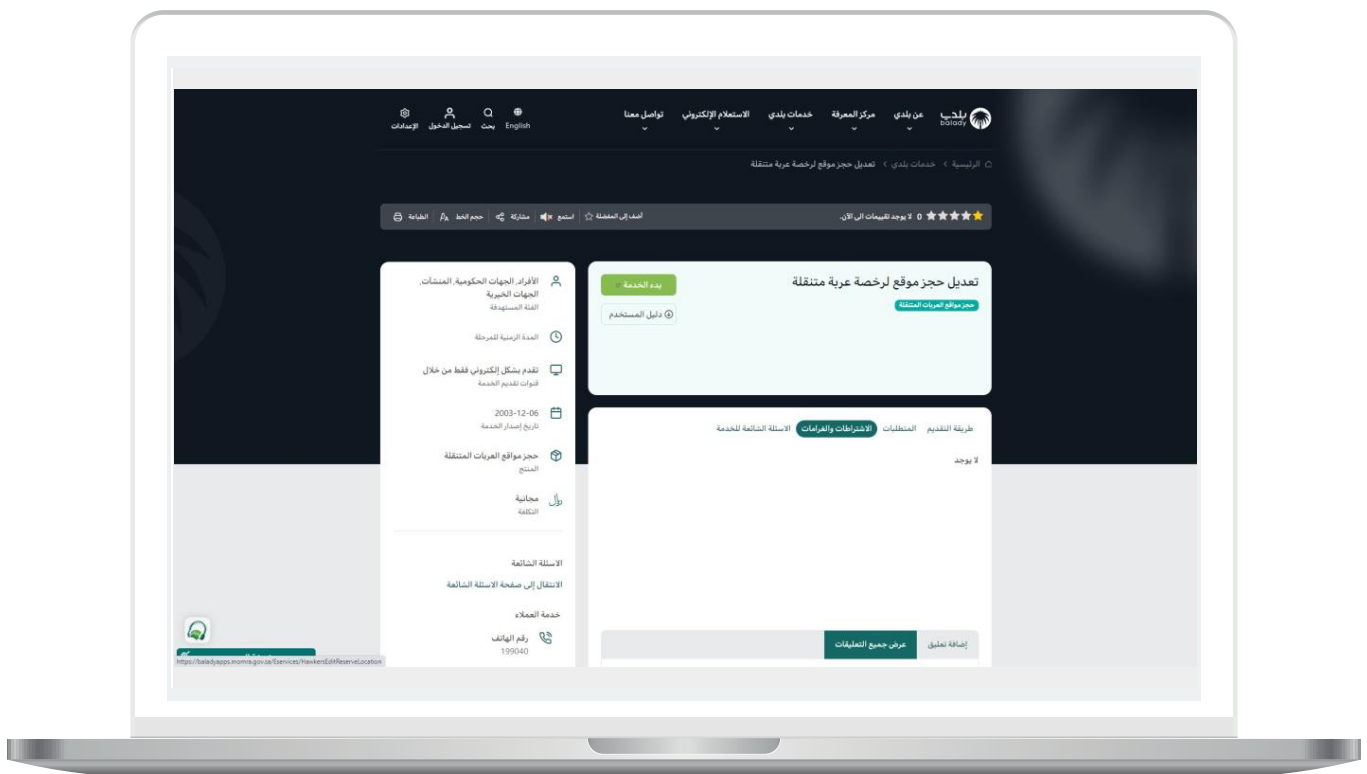 بلدي
balady
عن بلدي
مركز المعرفة
خدمات بلدي
الاستعلام الإلكتروني
تواصل معنا
English
بحث
تسجيل الدخول
الإعدادات
الرئيسية > خدمات بلدي > تعديل حجز موقع لرخصة عربة متنقلة
0 لا يوجد تقييمات الى الآن.
أضف إلى المفضلة
استمع
مشاركة
حجم الخط
الطباعة
تعديل حجز موقع لرخصة عربة متنقلة
حجز مواقع العربات المتنقلة
بدء الخدمة
دليل المستخدم
طريقة التقديم
المتطلبات
الاشتراطات والغرامات
الاسئلة الشائعة للخدمة
لا يوجد
إضافة تعليق
عرض جميع التعليقات
الأفراد, الجهات الحكومية, المنشآت,
الجهات الخيرية
الفئة المستهدفة
المدة الزمنية للمرحلة
تقدم بشكل إلكتروني فقط من خلال
قنوات تقديم الخدمة
2003-12-06
تاريخ إصدار الخدمة
حجز مواقع العربات المتنقلة
المنتج
مجانية
التكلفة
الاسئلة الشائعة
الانتقال إلى صفحة الاسئلة الشائعة
خدمة العملاء
رقم الهاتف
199040
https://baladyapps.momra.gov.sa/Eservices/HawkersEditReserveLocation